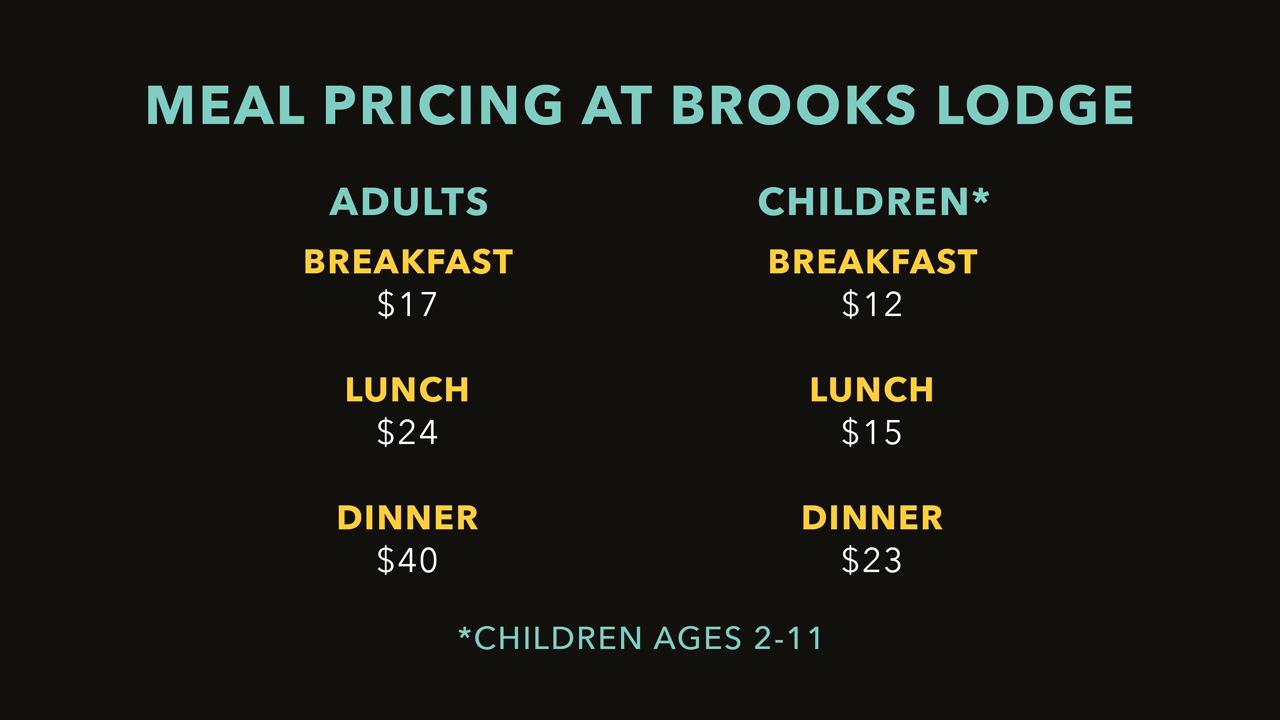 MEAL PRICING AT BROOKS LODGE
ADULTS
BREAKFAST
$17
LUNCH
$24
DINNER
$40
CHILDREN*
BREAKFAST
$12
LUNCH
$15
DINNER
$23
*CHILDREN AGES 2-11